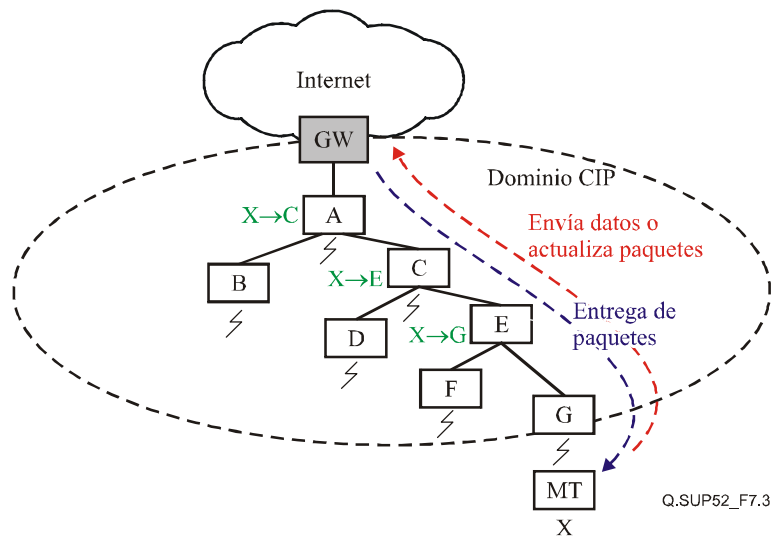 Internet
GW
Dominio CIP
X→C
A
Envía datos o
actualiza paquetes
B
X→E
C
D
X→G
E
Entrega de
paquetes
F
G
MT
X
Q.SUP52_F7.3